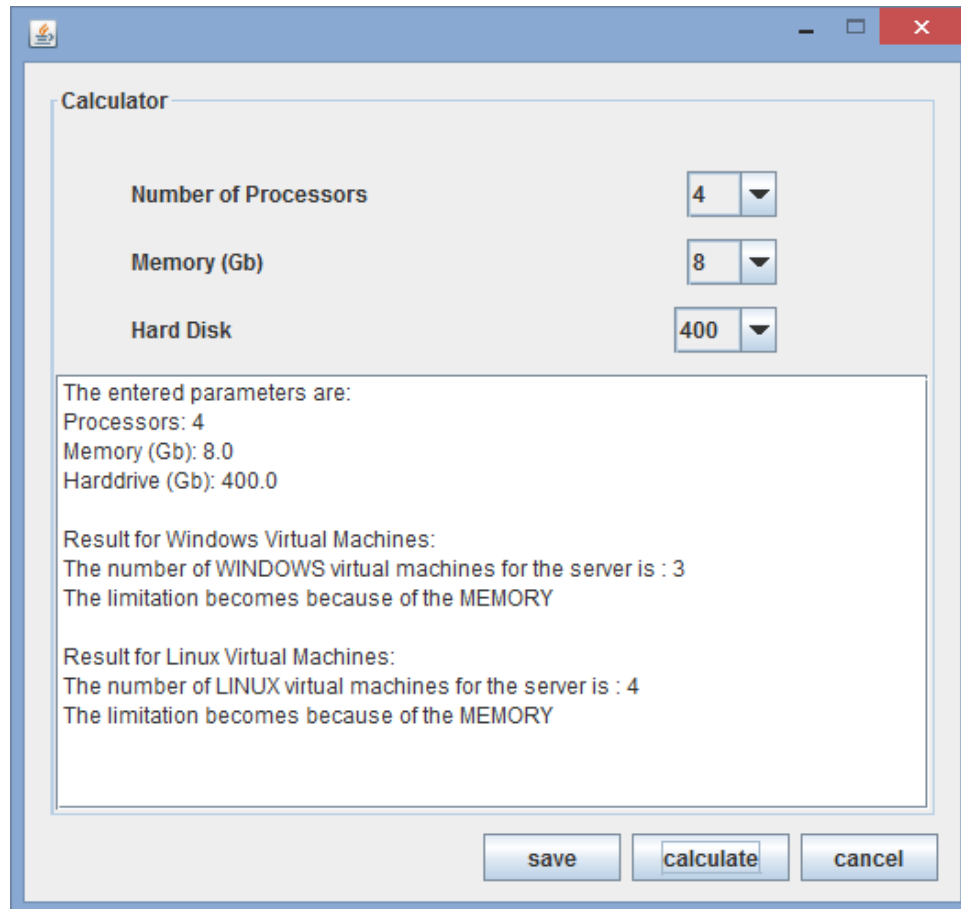 Calculator
Number of Processors 4
Memory (Gb) 8
Hard Disk 400
The entered parameters are:
Processors: 4
Memory (Gb): 8.0
Harddrive (Gb): 400.0
Result for Windows Virtual Machines:
The number of WINDOWS virtual machines for the server is : 3
The limitation becomes because of the MEMORY
Result for Linux Virtual Machines:
The number of LINUX virtual machines for the server is : 4
The limitation becomes because of the MEMORY
save calculate cancel